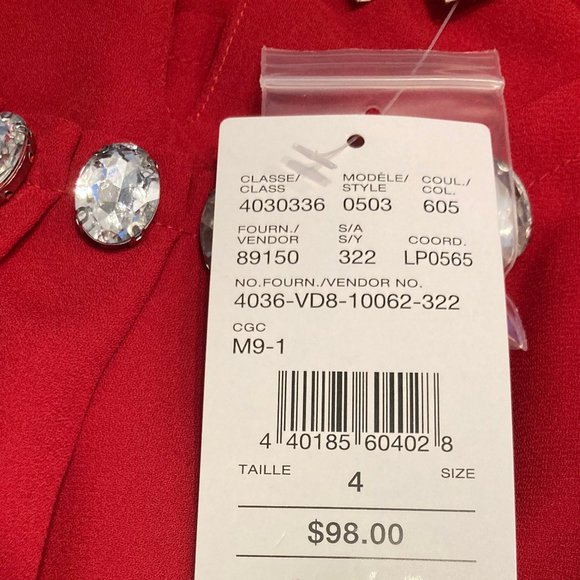 CLASSE/ MODÈLE/ COUL./
CLASS STYLE COL.
4030336 0503 605
FOURN./ S/A
VENDOR S/Y COORD.
89150 322 LP0565
NO.FOURN./VENDOR NO.
4036-VD8-10062-322
CGC
M9-1
4 40185 60402 8
TAILLE 4 SIZE
$98.00